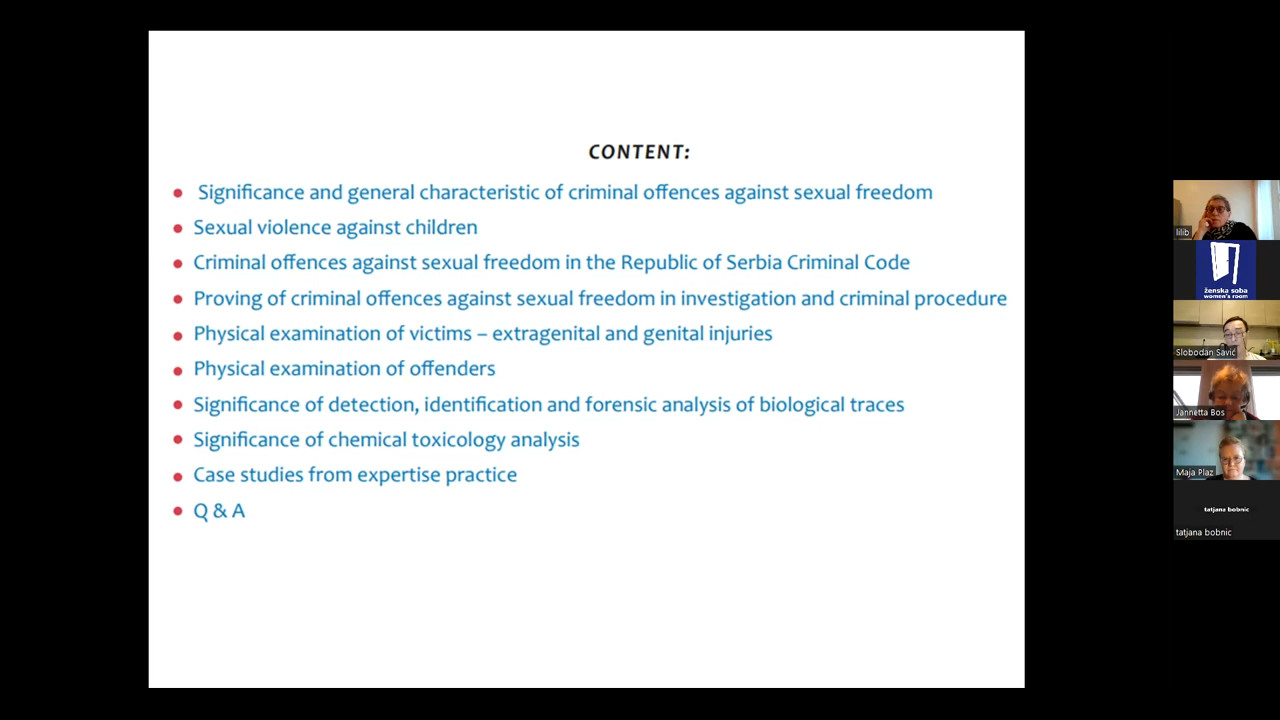 CONTENT:
Significance and general characteristic of criminal offences against sexual freedom
Sexual violence against children
Criminal offences against sexual freedom in the Republic of Serbia Criminal Code
Proving of criminal offences against sexual freedom in investigation and criminal procedure
Physical examination of victims – extragenital and genital injuries
Physical examination of offenders
Significance of detection, identification and forensic analysis of biological traces
Significance of chemical toxicology analysis
Case studies from expertise practice
Q & A
lilib
ženska soba
women's room
Slobodan Savić
Jannetta Bos
Maja Plaz
tatjana bobnic
tatjana bobnic